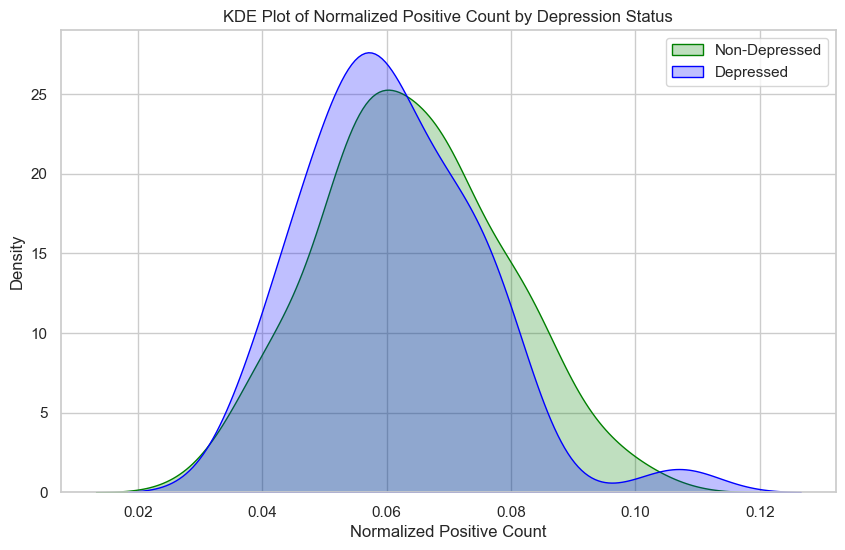 KDE Plot of Normalized Positive Count by Depression Status
Non-Depressed
Depressed
25
20
15
10
5
0
Density
0.02 0.04 0.06 0.08 0.10 0.12
Normalized Positive Count